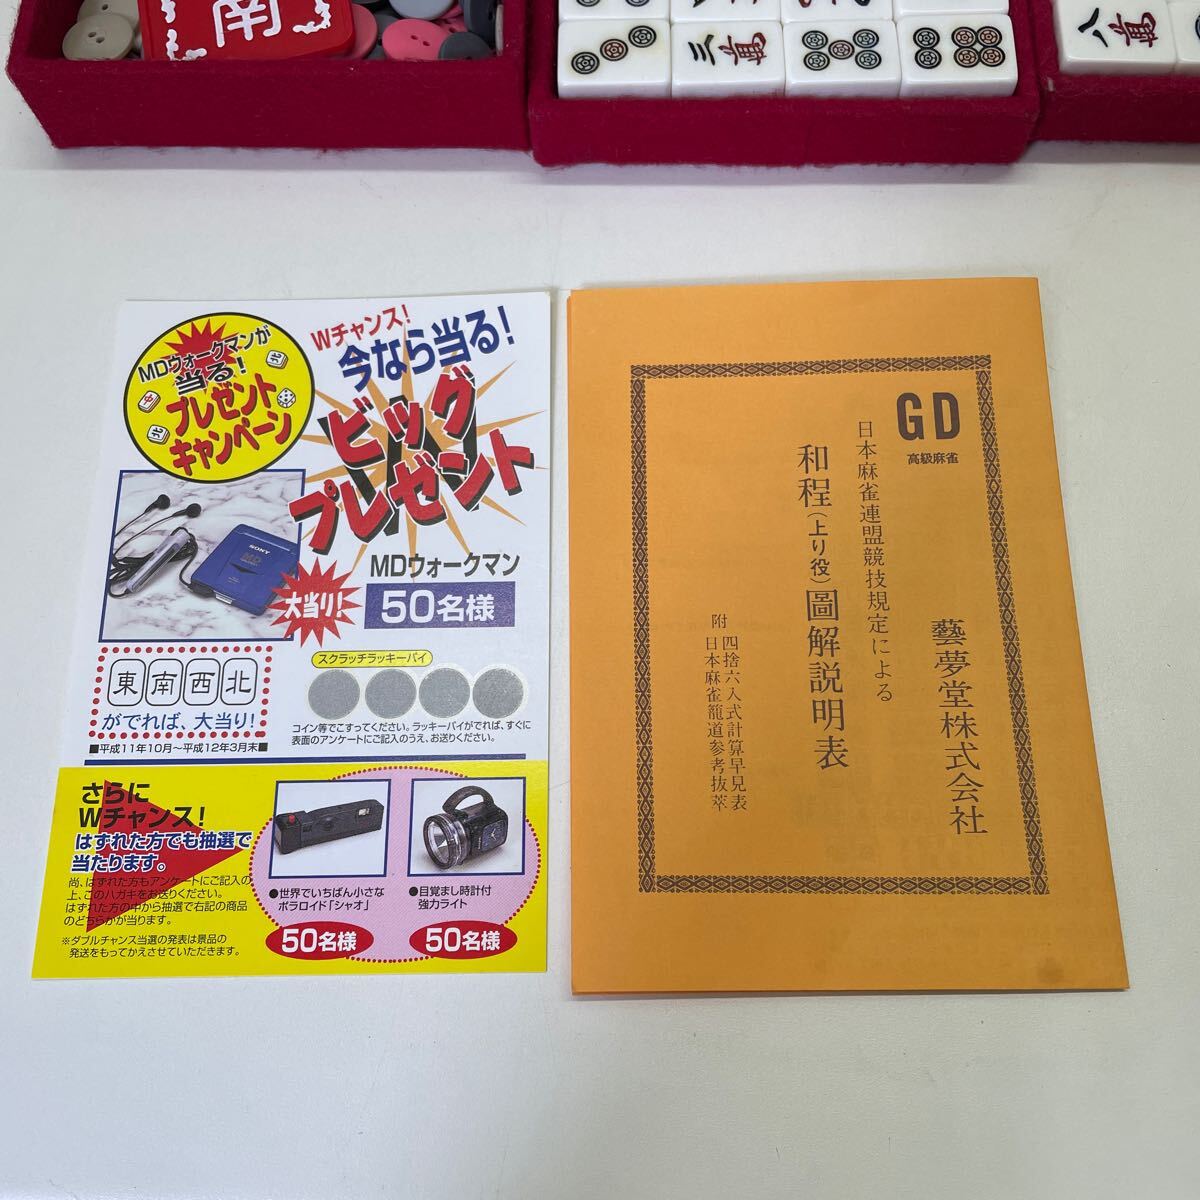 南
三萬
八萬
MDウォークマンが
当る!
プレゼント
キャンペーン
中
北
北
Wチャンス!
今なら当る!
ビッグ
プレゼント
SONY
MD
MDウォークマン
大当り!
50名様
東南西北
がでれば、大当り!
■平成11年10月~平成12年3月末■
スクラッチラッキーパイ
コイン等でこすってください。ラッキーパイがでれば、すぐに
表面のアンケートにご記入のうえ、お送りください。
さらに
Wチャンス!
はずれた方でも抽選で
当たります。
尚、はずれた方もアンケートにご記入の
上、このハガキをお送りください。
はずれた方の中から抽選で右記の商品
のどちらかが当ります。
※ダブルチャンス当選の発表は景品の
発送をもってかえさせていただきます。
●世界でいちばん小さな
ポラロイド「シャオ」
50名様
●目覚まし時計付
強力ライト
50名様
GD
高級麻雀
藝夢堂株式会社
日本麻雀連盟競技規定による
和程(上り役)圖解説明表
附 四捨六入式計算早見表
日本麻雀籠道参考抜萃